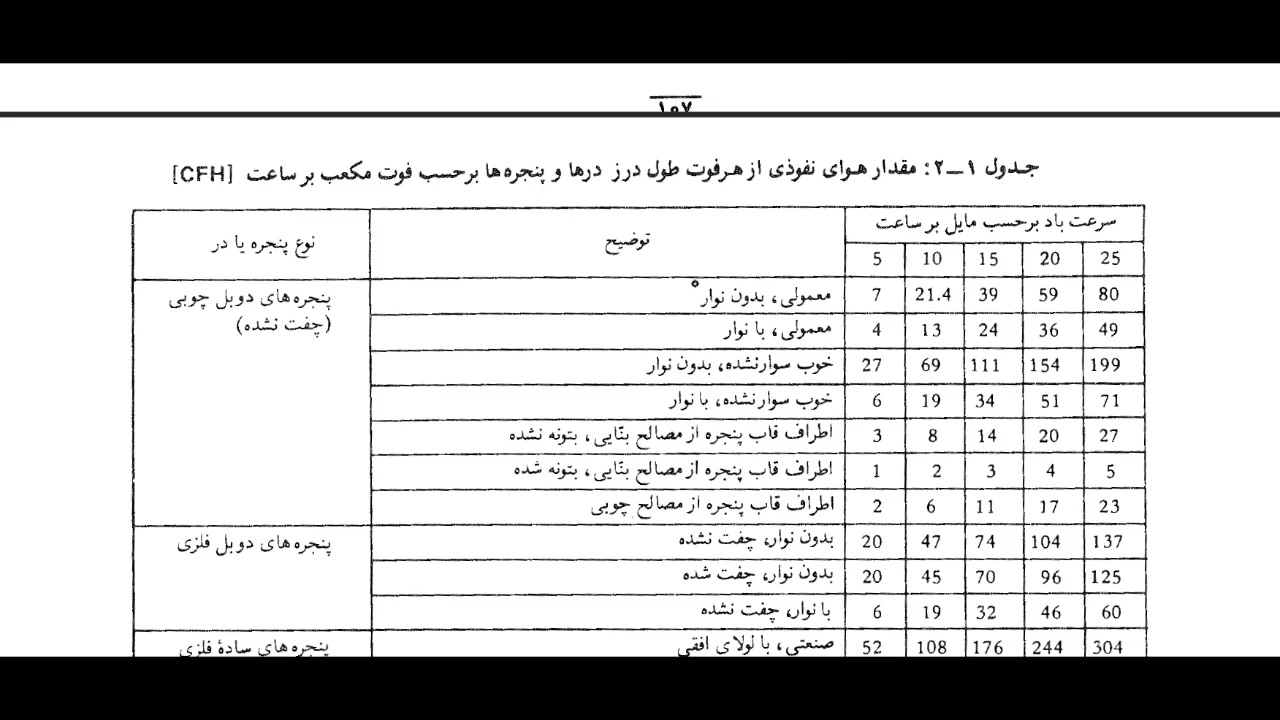 ۱۰۷
جدول ۱ــ۲: مقدار هوای نفوذی از هرفوت طول درز درها و پنجره‌ها برحسب فوت مکعب بر ساعت [CFH]
نوع پنجره یا در توضیح سرعت باد برحسب مایل بر ساعت
5 10 15 20 25
پنجره‌های دوبل چوبی معمولی، بدون نوار* 7 21.4 39 59 80
(چفت نشده) معمولی، با نوار 4 13 24 36 49
خوب سوارنشده، بدون نوار 27 69 111 154 199
خوب سوارنشده، با نوار 6 19 34 51 71
اطراف قاب پنجره از مصالح بنّایی، بتونه نشده 3 8 14 20 27
اطراف قاب پنجره از مصالح بنّایی، بتونه شده 1 2 3 4 5
اطراف قاب پنجره از مصالح چوبی 2 6 11 17 23
پنجره‌های دوبل فلزی بدون نوار، چفت نشده 20 47 74 104 137
بدون نوار، چفت شده 20 45 70 96 125
با نوار، چفت نشده 6 19 32 46 60
پنجره‌های سادهٔ فلزی صنعتی، با لولای افقی 52 108 176 244 304